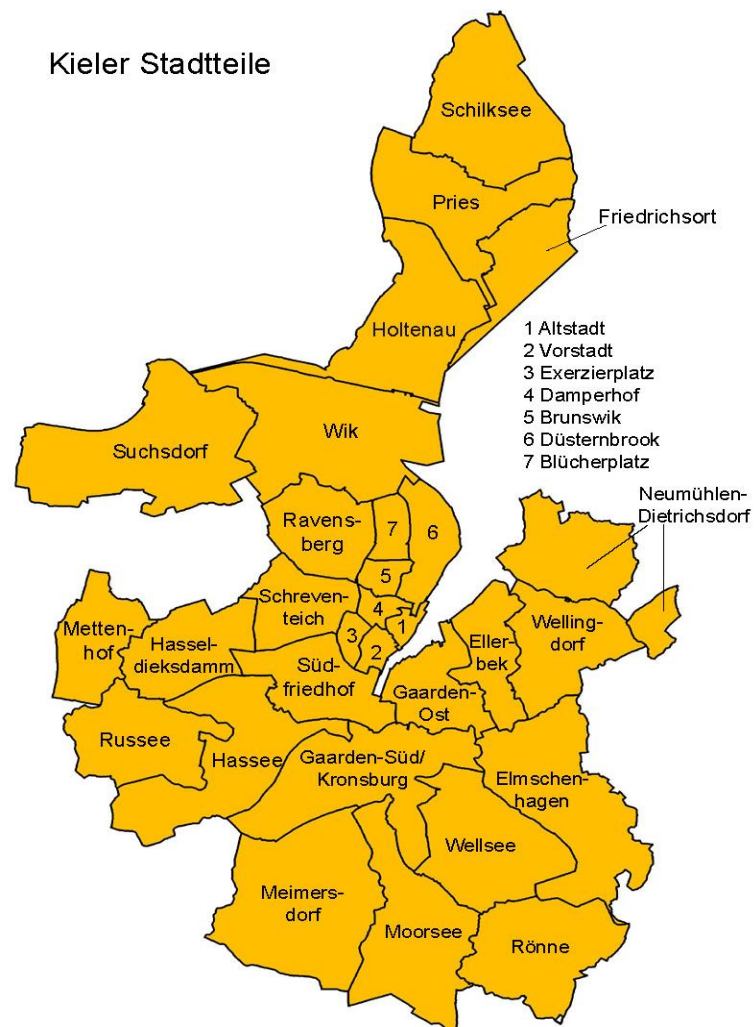 Kieler Stadtteile
Schilksee
Pries
Friedrichsort
Holtenau
1 Altstadt
2 Vorstadt
3 Exerzierplatz
4 Damperhof
5 Brunswik
6 Düsternbrook
7 Blücherplatz
Suchsdorf
Wik
Neumühlen-
Dietrichsdorf
Ravens-
berg
7
6
5
Schreven-
teich
4
3
1
2
Metten-
hof
Hassel-
dieksdamm
Süd-
friedhof
Eller-
bek
Welling-
dorf
Gaarden-
Ost
Russee
Hassee
Gaarden-Süd/
Kronsburg
Elmschen-
hagen
Wellsee
Meimers-
dorf
Moorsee
Rönne